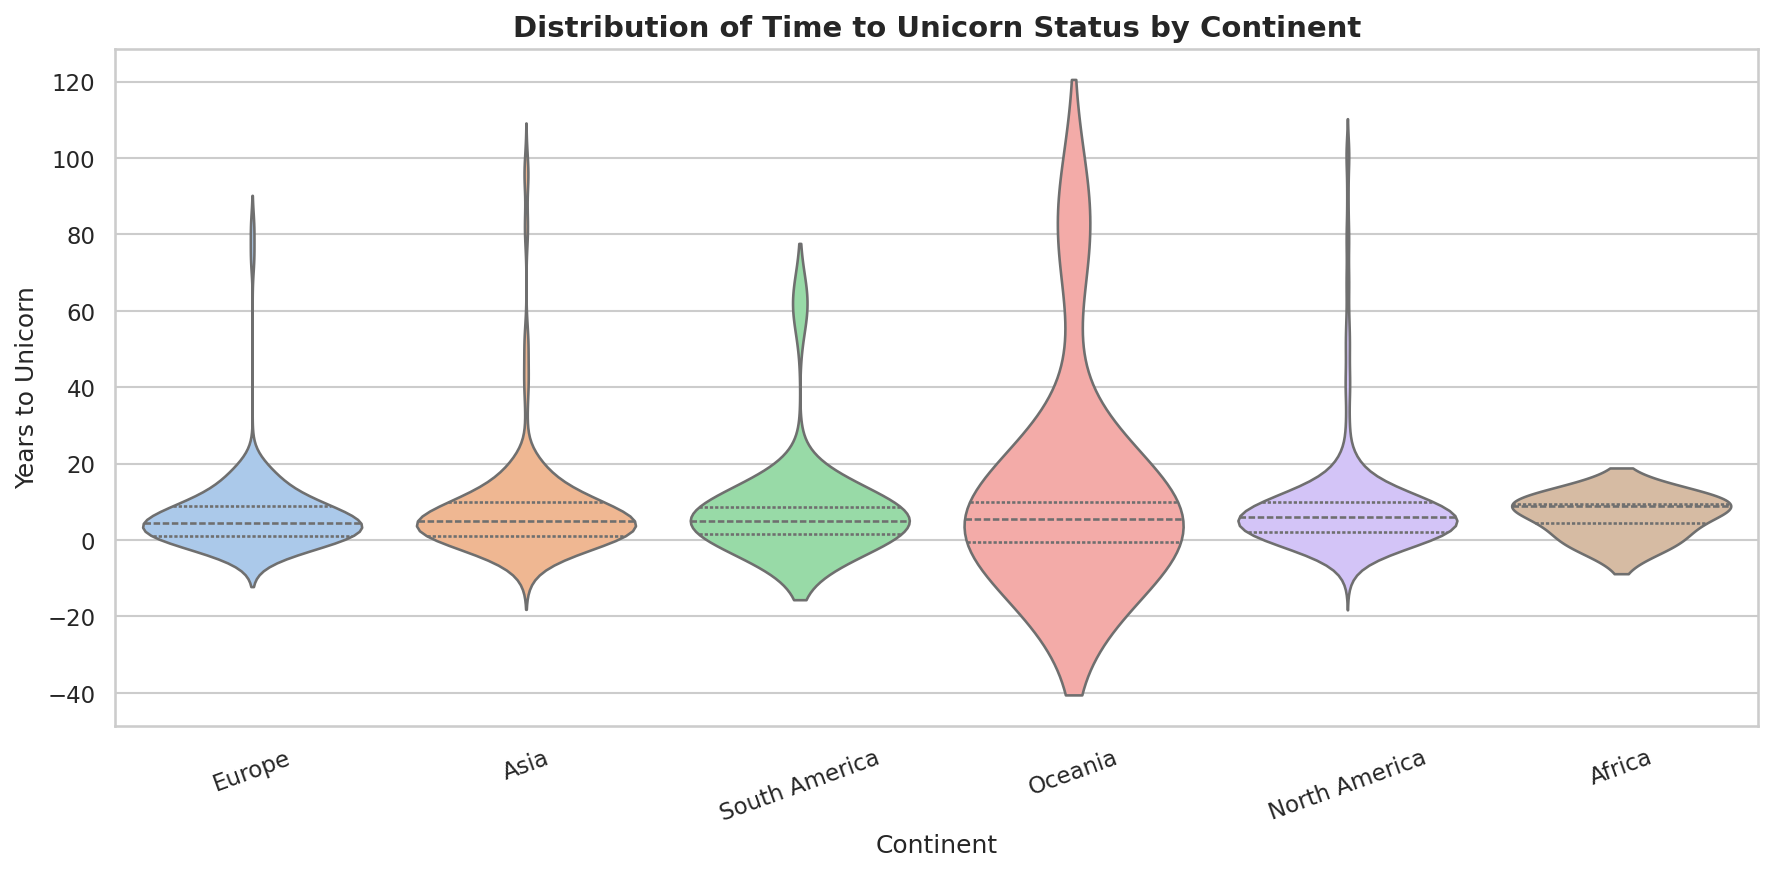 Distribution of Time to Unicorn Status by Continent
Years to Unicorn
120
100
80
60
40
20
0
−20
−40
Europe
Asia
South America
Oceania
North America
Africa
Continent